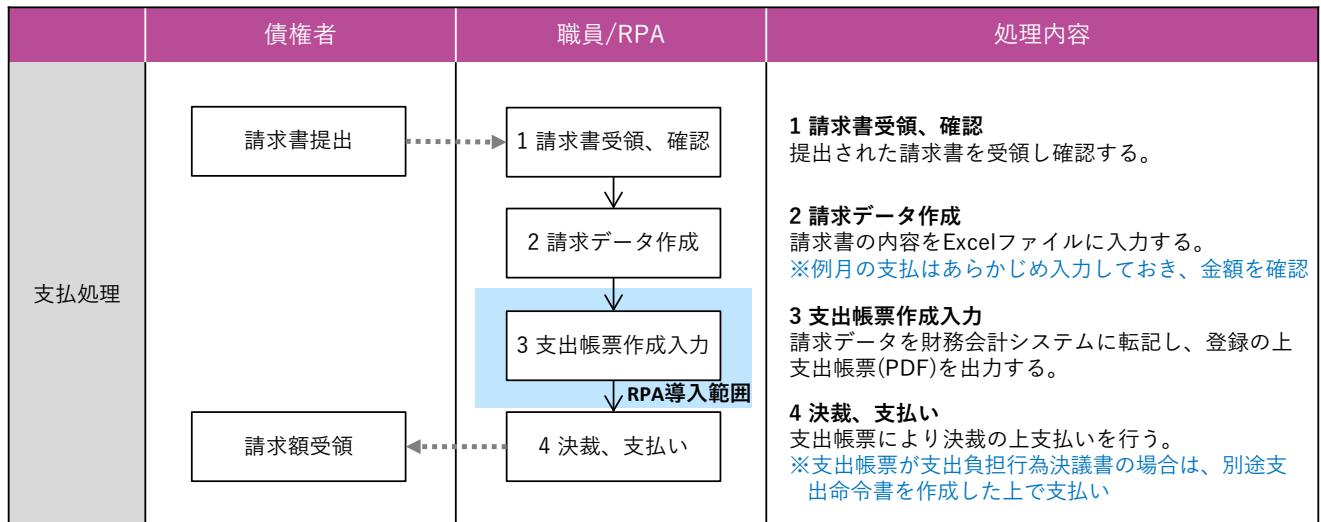 債権者
職員/RPA
処理内容
支払処理
請求書提出
1 請求書受領、確認
2 請求データ作成
3 支出帳票作成入力
RPA導入範囲
請求額受領
4 決裁、支払い
1 請求書受領、確認
提出された請求書を受領し確認する。
2 請求データ作成
請求書の内容をExcelファイルに入力する。
※例月の支払はあらかじめ入力しておき、金額を確認
3 支出帳票作成入力
請求データを財務会計システムに転記し、登録の上
支出帳票(PDF)を出力する。
4 決裁、支払い
支出帳票により決裁の上支払いを行う。
※支出帳票が支出負担行為決議書の場合は、別途支
出命令書を作成した上で支払い